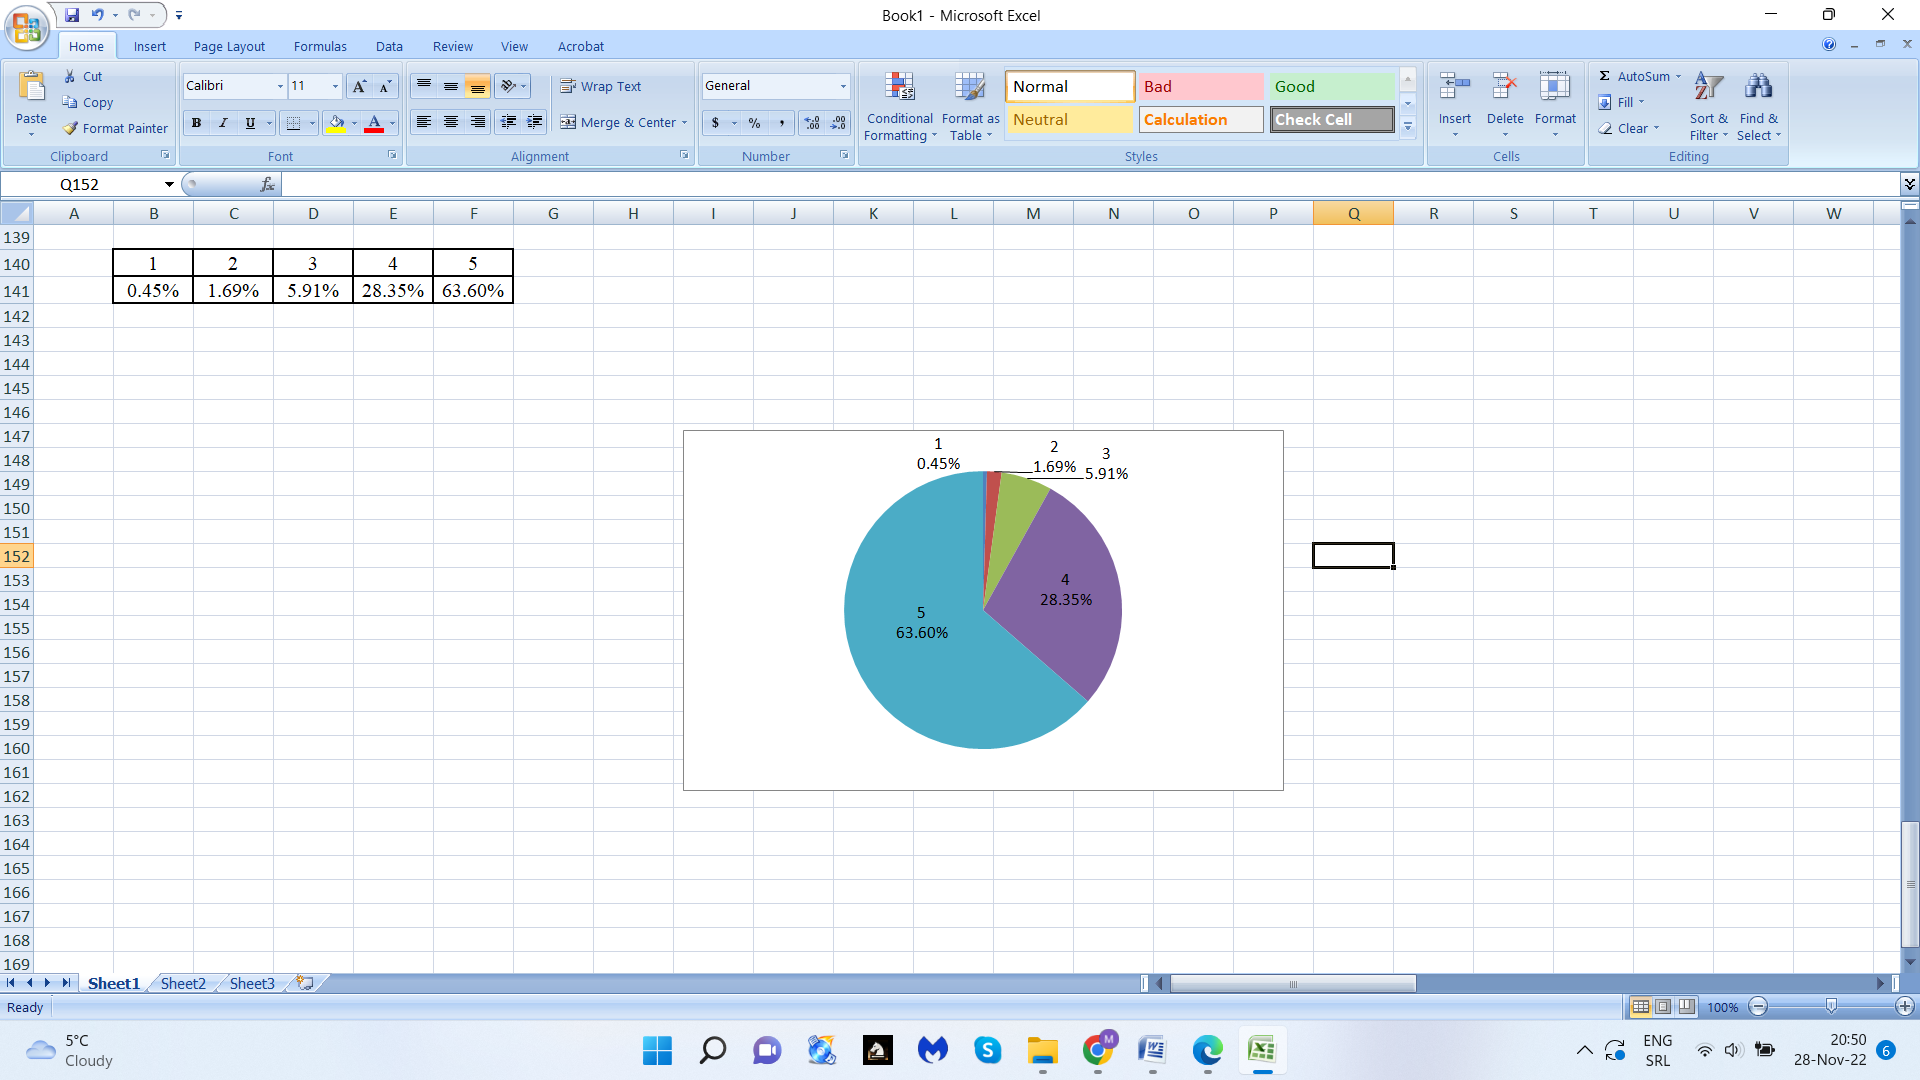 Book1 - Microsoft Excel
Home Insert Page Layout Formulas Data Review View Acrobat
Paste
Cut
Copy
Format Painter
Clipboard
Calibri 11
B I U
A A
Font
Wrap Text
Merge & Center
Alignment
General
$ % ,
Number
Conditional Formatting
Format as Table
Normal Bad Good
Neutral Calculation Check Cell
Styles
Insert Delete Format
Cells
Σ AutoSum
Fill
Clear
Sort & Filter
Find & Select
Editing
Q152 fx
A B C D E F G H I J K L M N O P Q R S T U V W
139
140 1 2 3 4 5
141 0.45% 1.69% 5.91% 28.35% 63.60%
142
143
144
145
146
147
148
149
150
151
152
153
154
155
156
157
158
159
160
161
162
163
164
165
166
167
168
169
1
0.45%
2
1.69%
3
5.91%
4
28.35%
5
63.60%
Sheet1 Sheet2 Sheet3
Ready 100%
5°C
Cloudy
M
ENG
SRL
20:50
28-Nov-22
6